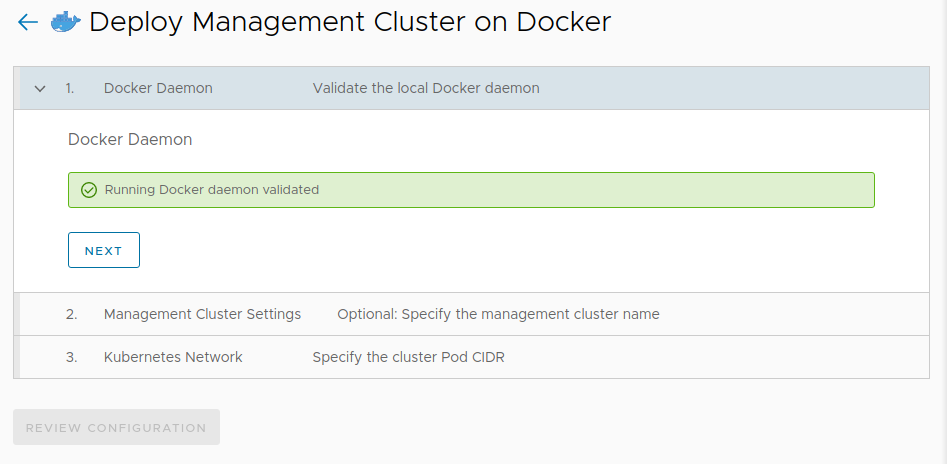 Deploy Management Cluster on Docker
1. Docker Daemon Validate the local Docker daemon
Docker Daemon
Running Docker daemon validated
NEXT
2. Management Cluster Settings Optional: Specify the management cluster name
3. Kubernetes Network Specify the cluster Pod CIDR
REVIEW CONFIGURATION